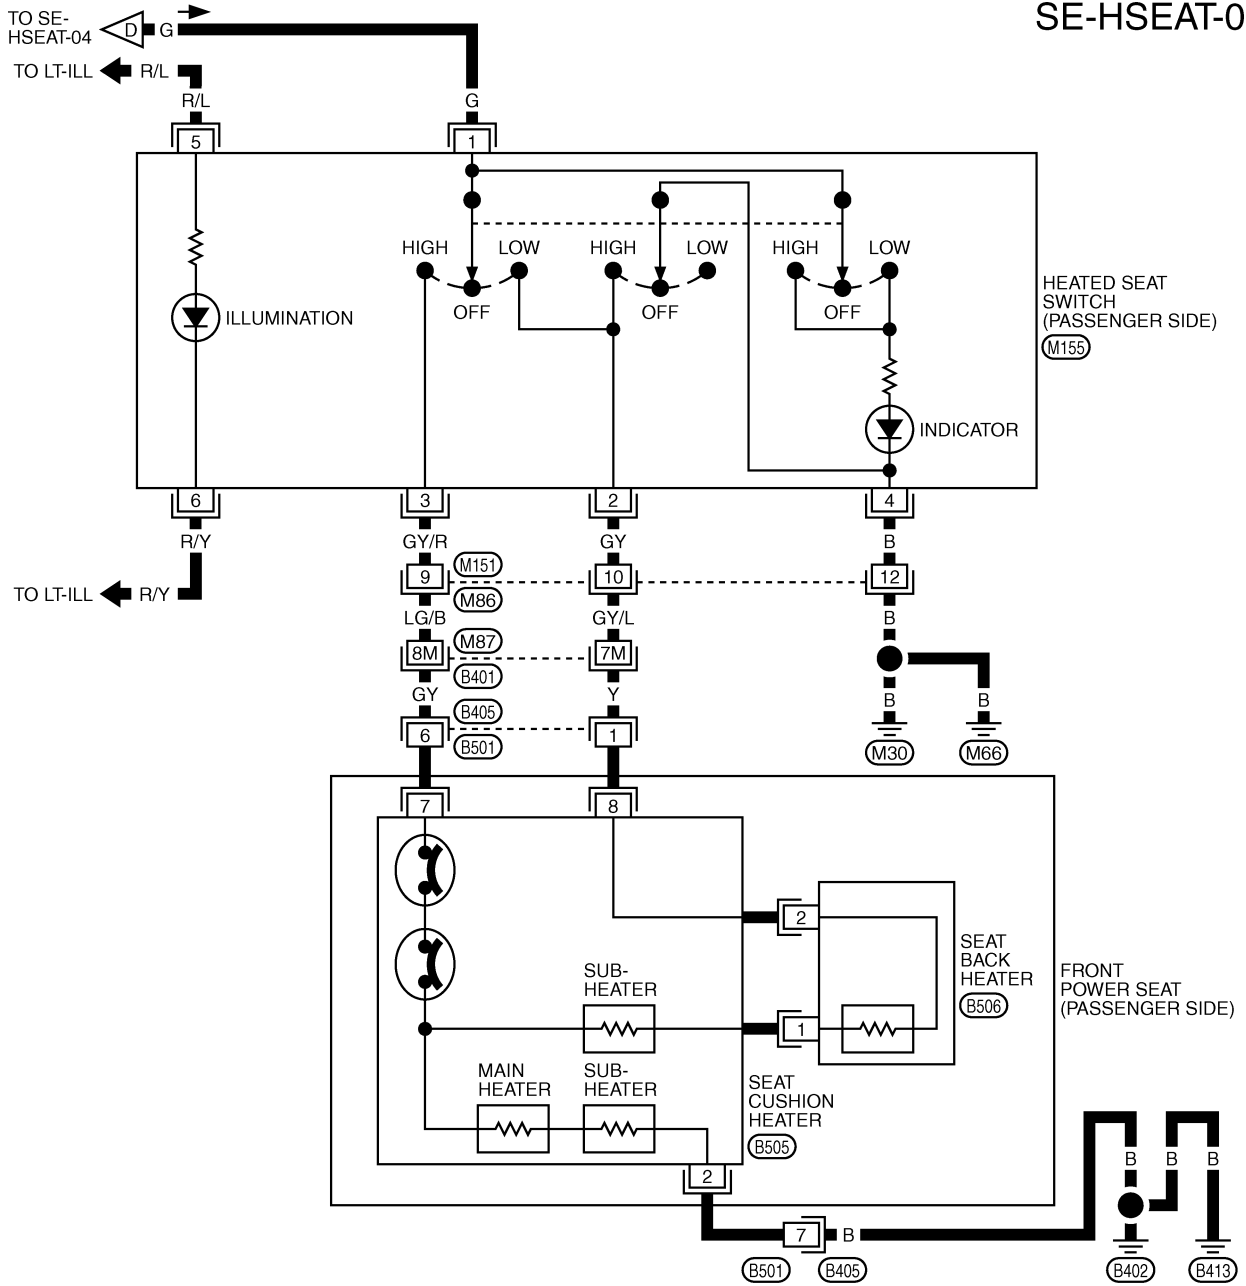 SE-HSEAT-0
TO SE-
HSEAT-04
D
G
TO LT-ILL
R/L
R/L
G
5
1
HIGH
LOW
HIGH
LOW
HIGH
LOW
OFF
OFF
OFF
ILLUMINATION
HEATED SEAT
SWITCH
(PASSENGER SIDE)
M155
INDICATOR
6
3
2
4
R/Y
GY/R
GY
B
M151
9
10
12
TO LT-ILL
R/Y
M86
LG/B
GY/L
B
M87
8M
7M
B401
GY
Y
B
B
B405
6
1
B501
M30
M66
7
8
2
SEAT
BACK
HEATER
B506
FRONT
POWER SEAT
(PASSENGER SIDE)
SUB-
HEATER
1
MAIN
HEATER
SUB-
HEATER
SEAT
CUSHION
HEATER
B505
2
B
B
B
7
B
B501
B405
B402
B413